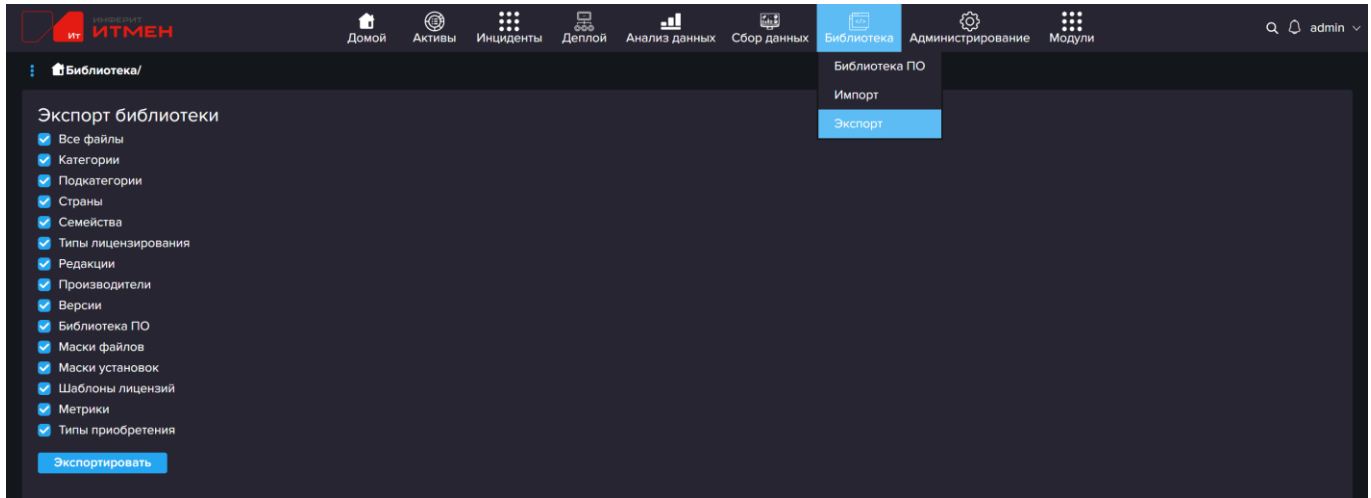 ИНФЕРИТ
ИТ ИТМЕН
Домой Активы Инциденты Деплой Анализ данных Сбор данных Библиотека Администрирование Модули admin
Библиотека/
Библиотека ПО
Импорт
Экспорт
Экспорт библиотеки
Все файлы
Категории
Подкатегории
Страны
Семейства
Типы лицензирования
Редакции
Производители
Версии
Библиотека ПО
Маски файлов
Маски установок
Шаблоны лицензий
Метрики
Типы приобретения
Экспортировать